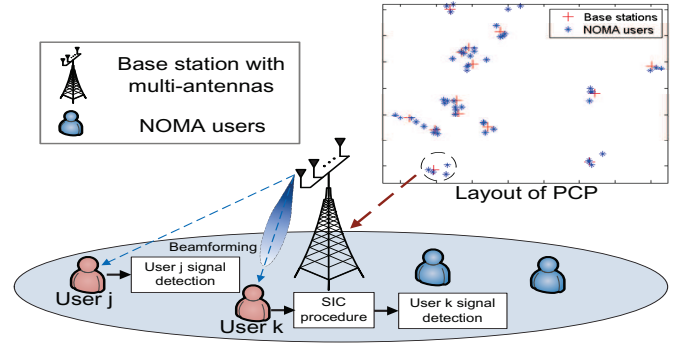 Base station with
multi-antennas
NOMA users
Base stations
NOMA users
Layout of PCP
Beamforming
User j
User j signal
detection
User k
SIC
procedure
User k signal
detection